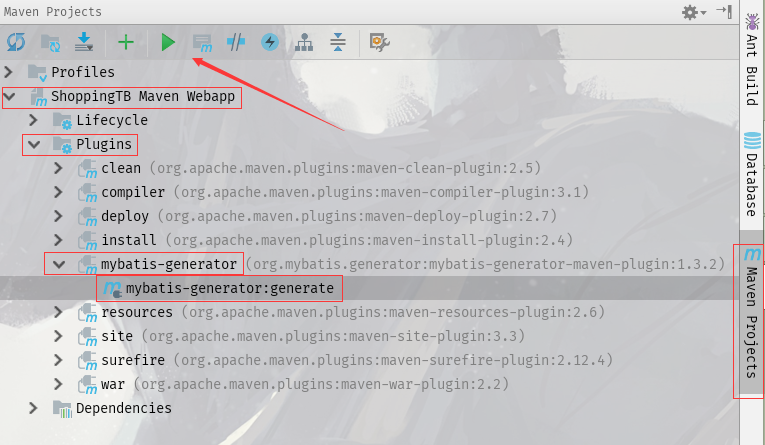 Maven Projects
Profiles
ShoppingTB Maven Webapp
Lifecycle
Plugins
clean (org.apache.maven.plugins:maven-clean-plugin:2.5)
compiler (org.apache.maven.plugins:maven-compiler-plugin:3.1)
deploy (org.apache.maven.plugins:maven-deploy-plugin:2.7)
install (org.apache.maven.plugins:maven-install-plugin:2.4)
mybatis-generator (org.mybatis.generator:mybatis-generator-maven-plugin:1.3.2)
mybatis-generator:generate
resources (org.apache.maven.plugins:maven-resources-plugin:2.6)
site (org.apache.maven.plugins:maven-site-plugin:3.3)
surefire (org.apache.maven.plugins:maven-surefire-plugin:2.12.4)
war (org.apache.maven.plugins:maven-war-plugin:2.2)
Dependencies
Ant Build
Database
Maven Projects